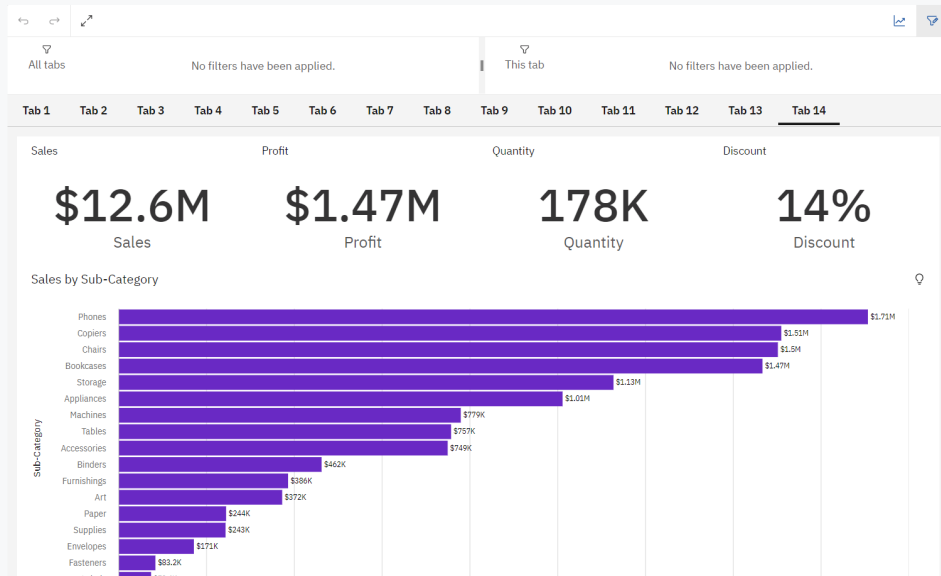 All tabs
No filters have been applied.
This tab
No filters have been applied.
Tab 1 Tab 2 Tab 3 Tab 4 Tab 5 Tab 6 Tab 7 Tab 8 Tab 9 Tab 10 Tab 11 Tab 12 Tab 13 Tab 14
Sales Profit Quantity Discount
$12.6M $1.47M 178K 14%
Sales Profit Quantity Discount
Sales by Sub-Category
Sub-Category
Phones $1.71M
Copiers $1.51M
Chairs $1.5M
Bookcases $1.47M
Storage $1.13M
Appliances $1.01M
Machines $779K
Tables $757K
Accessories $749K
Binders $462K
Furnishings $386K
Art $372K
Paper $244K
Supplies $243K
Envelopes $171K
Fasteners $83.2K